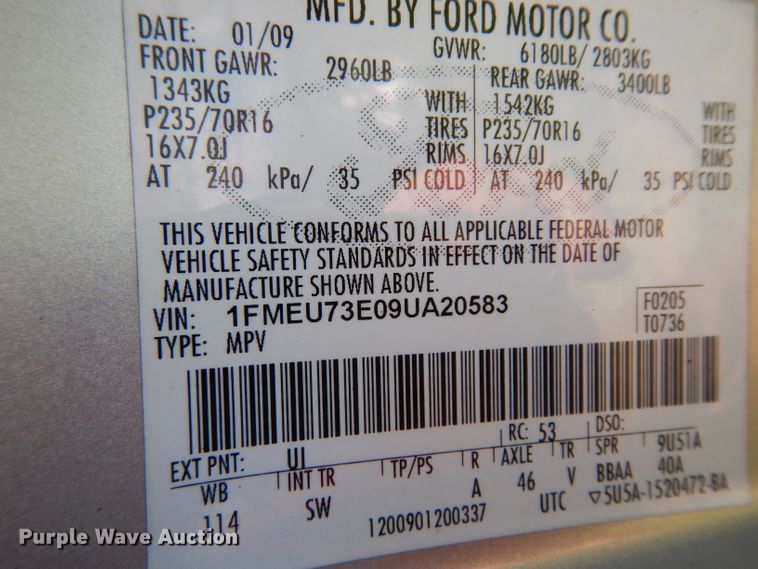 MFD. BY FORD MOTOR CO.
DATE: 01/09 GVWR: 6180LB/ 2803KG
FRONT GAWR: 2960LB REAR GAWR: 3400LB
1343KG WITH 1542KG WITH
P235/70R16 TIRES P235/70R16 TIRES
16X7.0J RIMS 16X7.0J RIMS
AT 240 kPa/ 35 PSI COLD AT 240 kPa/ 35 PSI COLD
Ford
THIS VEHICLE CONFORMS TO ALL APPLICABLE FEDERAL MOTOR
VEHICLE SAFETY STANDARDS IN EFFECT ON THE DATE OF
MANUFACTURE SHOWN ABOVE.
VIN: 1FMEU73E09UA20583 F0205
TYPE: MPV T0736
EXT PNT: UI RC: 53 DSO:
WB INT TR TP/PS R AXLE TR SPR 9U51A
114 SW A 46 V BBAA 40A
1200901200337 UTC ▽5U5A-1520472-BA
Purple Wave Auction